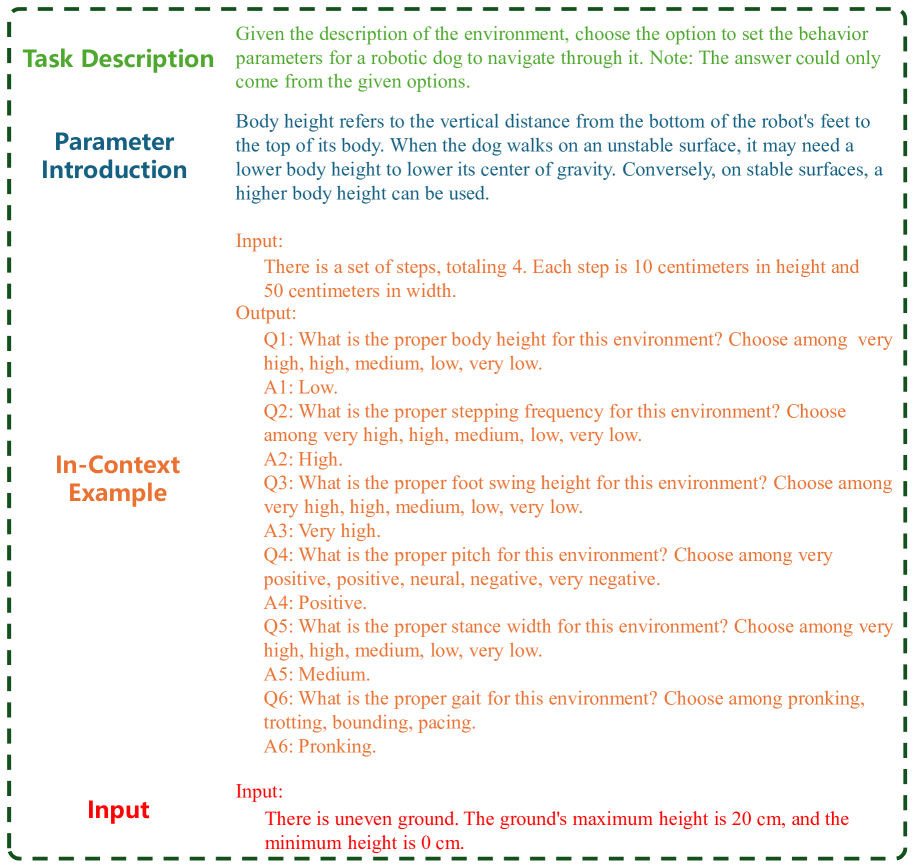 Task Description
Given the description of the environment, choose the option to set the behavior
parameters for a robotic dog to navigate through it. Note: The answer could only
come from the given options.
Parameter
Introduction
Body height refers to the vertical distance from the bottom of the robot's feet to
the top of its body. When the dog walks on an unstable surface, it may need a
lower body height to lower its center of gravity. Conversely, on stable surfaces, a
higher body height can be used.
In-Context
Example
Input:
There is a set of steps, totaling 4. Each step is 10 centimeters in height and
50 centimeters in width.
Output:
Q1: What is the proper body height for this environment? Choose among very
high, high, medium, low, very low.
A1: Low.
Q2: What is the proper stepping frequency for this environment? Choose
among very high, high, medium, low, very low.
A2: High.
Q3: What is the proper foot swing height for this environment? Choose among
very high, high, medium, low, very low.
A3: Very high.
Q4: What is the proper pitch for this environment? Choose among very
positive, positive, neural, negative, very negative.
A4: Positive.
Q5: What is the proper stance width for this environment? Choose among very
high, high, medium, low, very low.
A5: Medium.
Q6: What is the proper gait for this environment? Choose among pronking,
trotting, bounding, pacing.
A6: Pronking.
Input
Input:
There is uneven ground. The ground's maximum height is 20 cm, and the
minimum height is 0 cm.